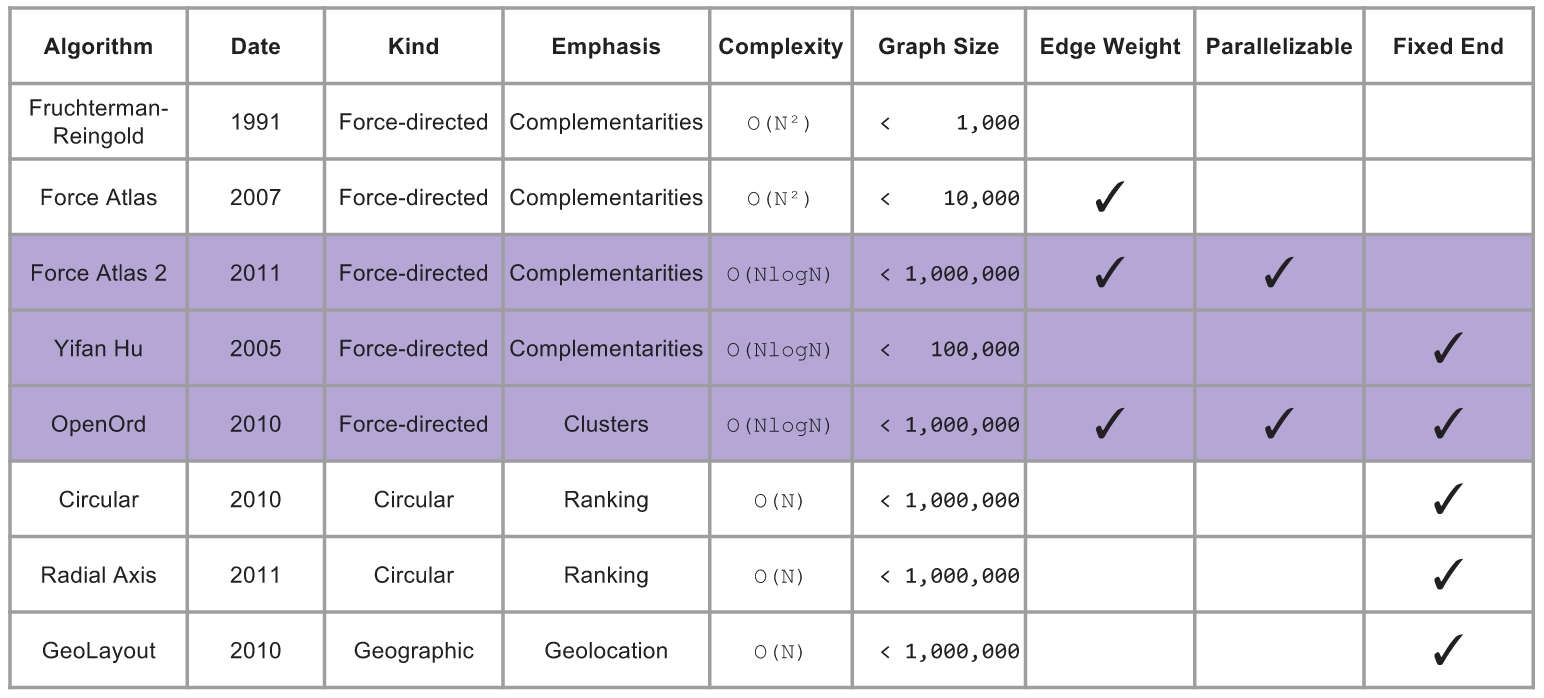 Algorithm Date Kind Emphasis Complexity Graph Size Edge Weight Parallelizable Fixed End
Fruchterman-
Reingold 1991 Force-directed Complementarities O(N²) < 1,000
Force Atlas 2007 Force-directed Complementarities O(N²) < 10,000 ✓
Force Atlas 2 2011 Force-directed Complementarities O(NlogN) < 1,000,000 ✓ ✓
Yifan Hu 2005 Force-directed Complementarities O(NlogN) < 100,000 ✓
OpenOrd 2010 Force-directed Clusters O(NlogN) < 1,000,000 ✓ ✓ ✓
Circular 2010 Circular Ranking O(N) < 1,000,000 ✓
Radial Axis 2011 Circular Ranking O(N) < 1,000,000 ✓
GeoLayout 2010 Geographic Geolocation O(N) < 1,000,000 ✓